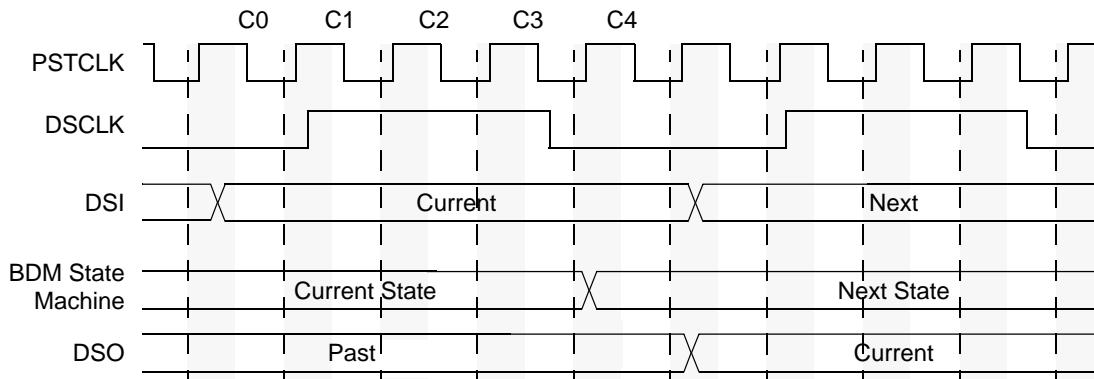 C0 C1 C2 C3 C4
PSTCLK
DSCLK
DSI Current Next
BDM State
Machine Current State Next State
DSO Past Current